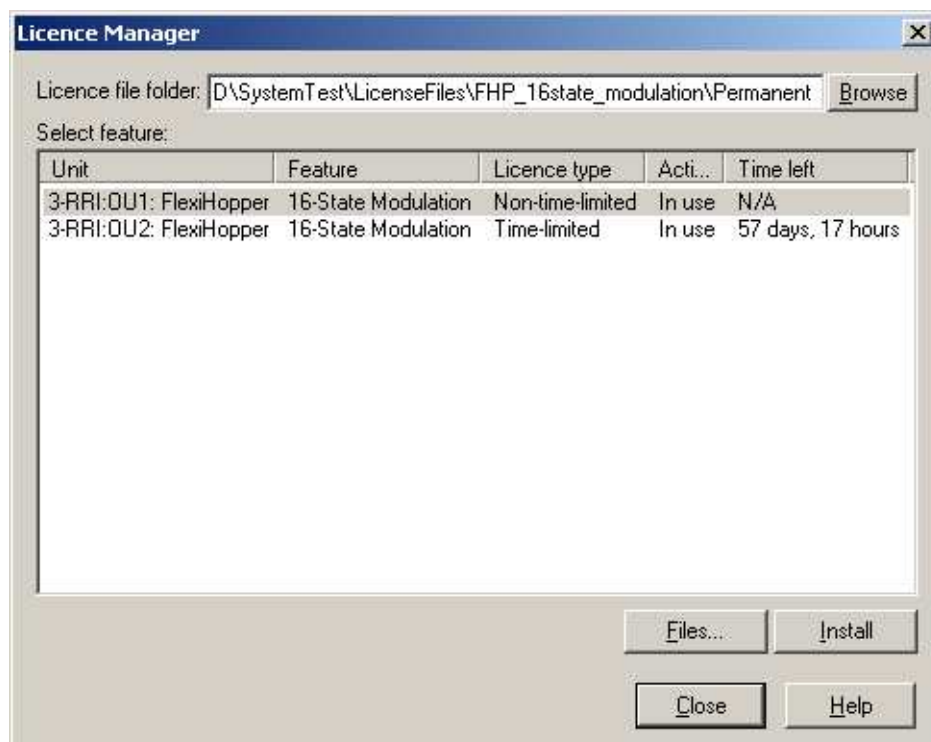 Licence Manager
Licence file folder: D\SystemTest\LicenseFiles\FHP_16state_modulation\Permanent Browse
Select feature:
Unit Feature Licence type Acti... Time left
3-RRI:OU1: FlexiHopper 16-State Modulation Non-time-limited In use N/A
3-RRI:OU2: FlexiHopper 16-State Modulation Time-limited In use 57 days, 17 hours
Files... Install
Close Help